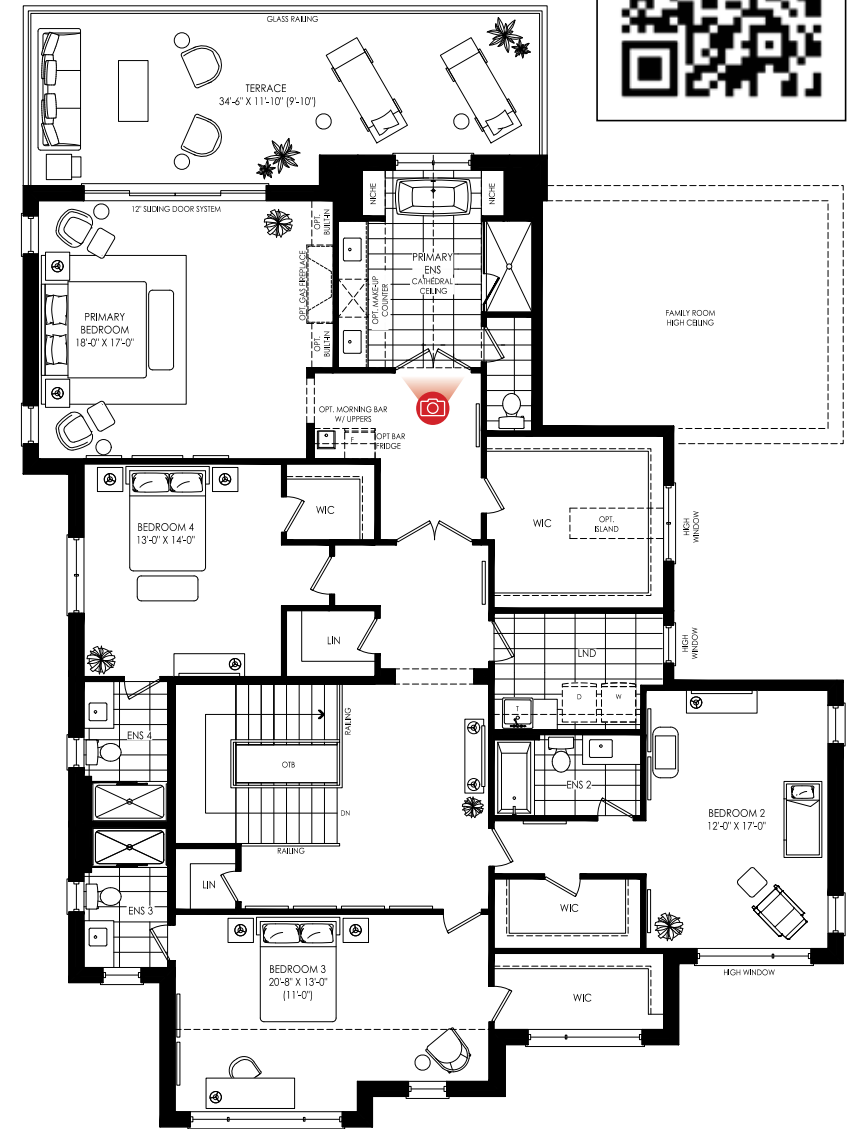 GLASS RAILING
TERRACE
34'-6" X 11'-10" (9'-10")
12" SLIDING DOOR SYSTEM
OPT.
BUILT-IN
NICHE
NICHE
PRIMARY
ENS
CATHEDRAL
CEILING
OPT. MAKE-UP
COUNTER
OPT. GAS FIREPLACE
OPT.
BUILT-IN
PRIMARY
BEDROOM
18'-0" X 17'-0"
FAMILY ROOM
HIGH CEILING
OPT. MORNING BAR
W/ UPPERS
F
OPT BAR
FRIDGE
WIC
BEDROOM 4
13'-0" X 14'-0"
WIC
OPT.
ISLAND
HIGH
WINDOW
LIN
LND
HIGH
WINDOW
T
D
W
ENS 4
RAILING
OTB
DN
RAILING
ENS 2
BEDROOM 2
12'-0" X 17'-0"
LIN
ENS 3
WIC
BEDROOM 3
20'-8" X 13'-0"
(11'-0")
WIC
HIGH WINDOW